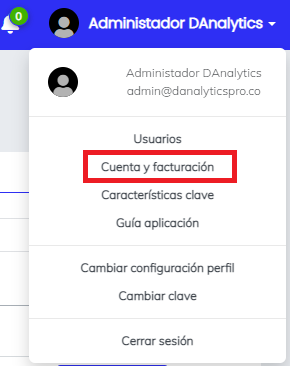 0
Administador DAnalytics
Administador DAnalytics
admin@danalyticspro.co
Usuarios
Cuenta y facturación
Características clave
Guía aplicación
Cambiar configuración perfil
Cambiar clave
Cerrar sesión